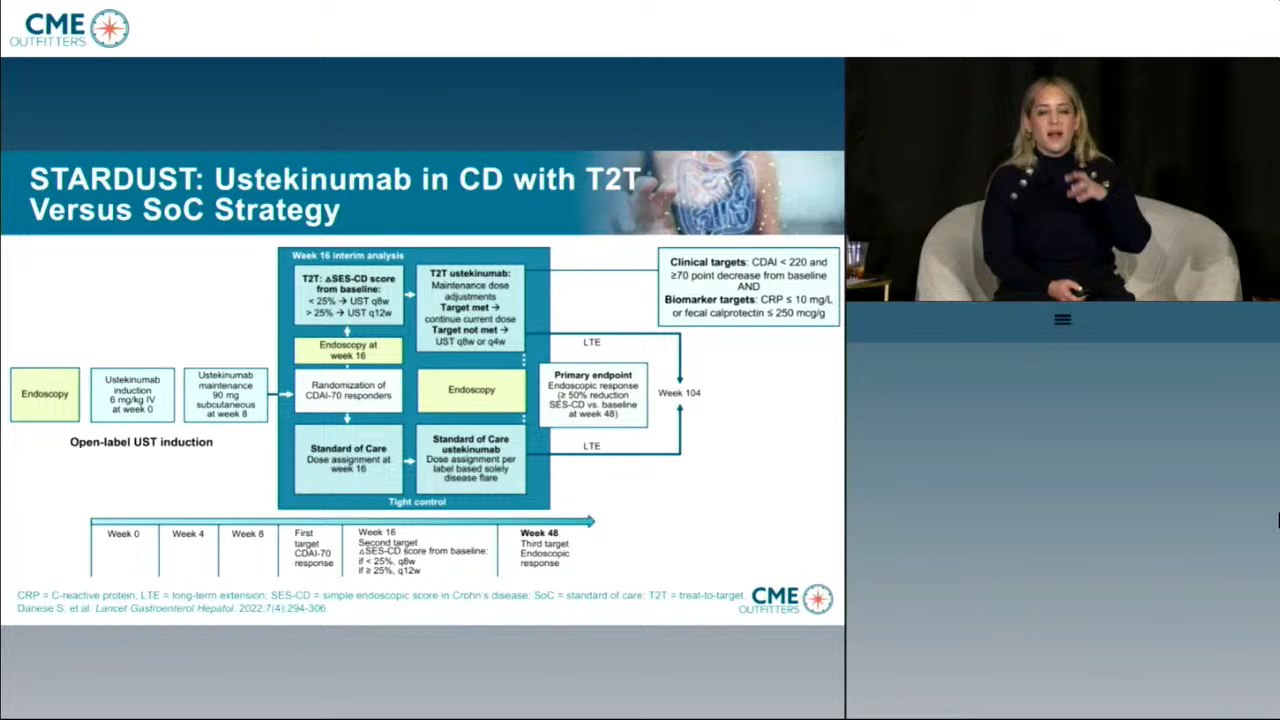 CME
OUTFITTERS
STARDUST: Ustekinumab in CD with T2T
Versus SoC Strategy
Week 16 interim analysis
T2T: △SES-CD score
from baseline:
< 25% → UST q8w
> 25% → UST q12w
T2T ustekinumab:
Maintenance dose
adjustments
Target met →
continue current dose
Target not met →
UST q8w or q4w
Clinical targets: CDAI < 220 and
≥70 point decrease from baseline
AND
Biomarker targets: CRP ≤ 10 mg/L
or fecal calprotectin ≤ 250 mcg/g
Endoscopy at
week 16
LTE
Endoscopy
Ustekinumab
induction
6 mg/kg IV
at week 0
Ustekinumab
maintenance
90 mg
subcutaneous
at week 8
Randomization of
CDAI-70 responders
Endoscopy
Primary endpoint
Endoscopic response
(≥ 50% reduction
SES-CD vs. baseline
at week 48)
Week 104
Open-label UST induction
Standard of Care
Dose assignment at
week 16
Standard of Care
ustekinumab
Dose assignment per
label based solely
disease flare
LTE
Tight control
Week 0
Week 4
Week 8
First
target
CDAI-70
response
Week 16
Second target
△SES-CD score from baseline:
if < 25%, q8w
if ≥ 25%, q12w
Week 48
Third target
Endoscopic
response
CRP = C-reactive protein; LTE = long-term extension; SES-CD = simple endoscopic score in Crohn's disease; SoC = standard of care; T2T = treat-to-target
Danese S, et al. Lancet Gastroenterol Hepatol. 2022;7(4):294-306.
CME
OUTFITTERS